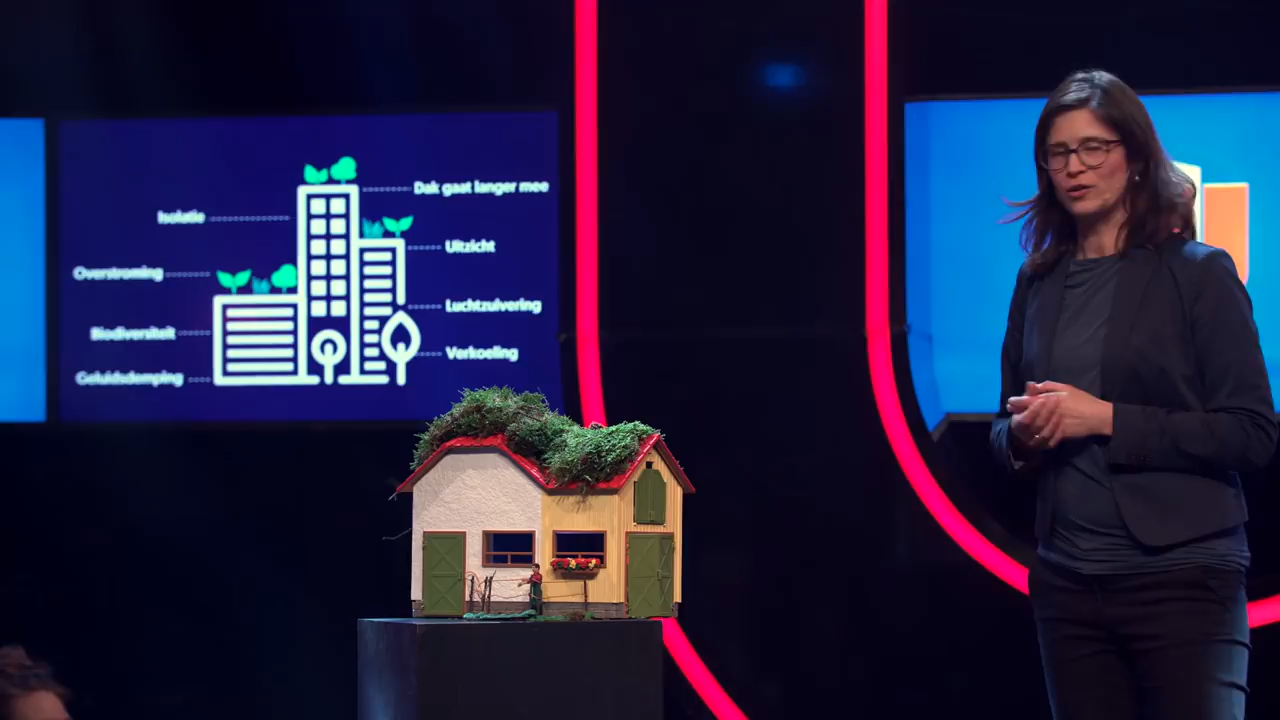 Dak gaat langer mee
Isolatie
Uitzicht
Overstroming
Luchtzuivering
Biodiversiteit
Verkoeling
Geluidsdemping